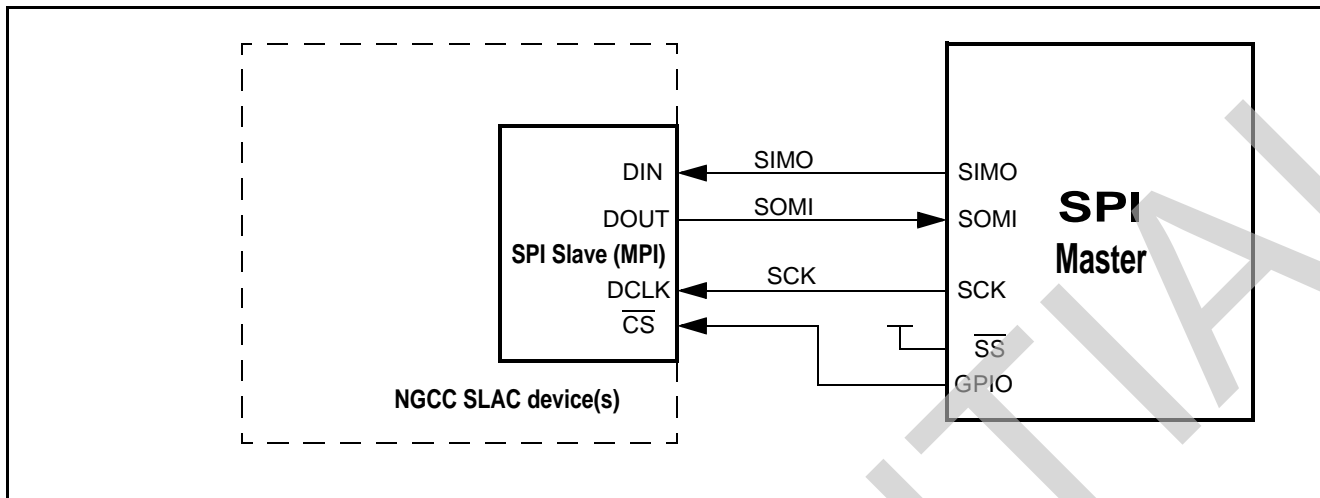 DIN
SIMO
SIMO
DOUT
SOMI
SOMI
SPI
Master
SPI Slave (MPI)
DCLK
SCK
SCK
CS
SS
GPIO
NGCC SLAC device(s)